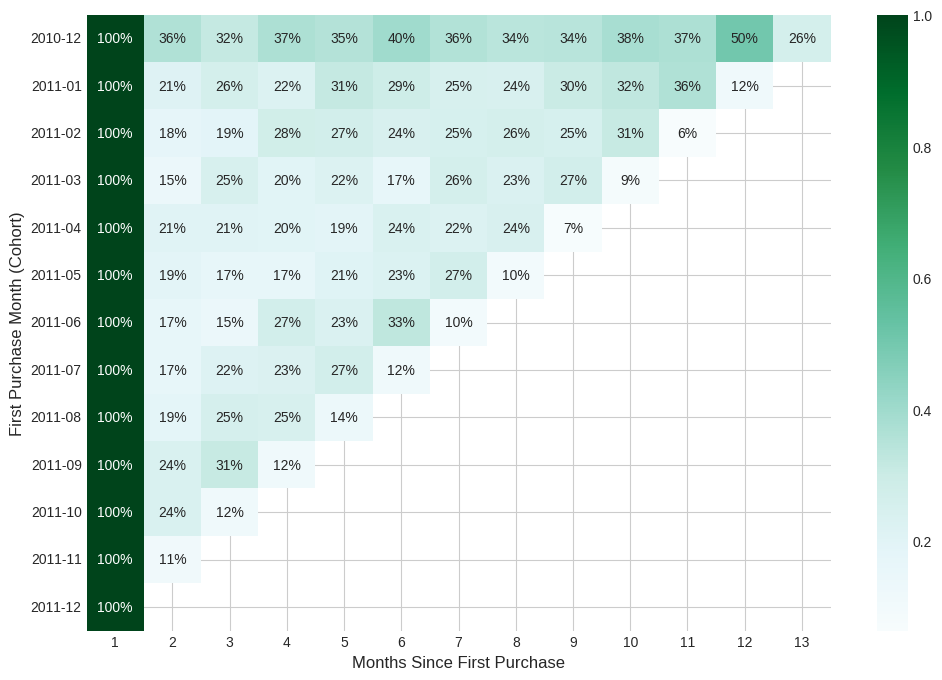 2010-12 100% 36% 32% 37% 35% 40% 36% 34% 34% 38% 37% 50% 26%
2011-01 100% 21% 26% 22% 31% 29% 25% 24% 30% 32% 36% 12%
2011-02 100% 18% 19% 28% 27% 24% 25% 26% 25% 31% 6%
2011-03 100% 15% 25% 20% 22% 17% 26% 23% 27% 9%
2011-04 100% 21% 21% 20% 19% 24% 22% 24% 7%
2011-05 100% 19% 17% 17% 21% 23% 27% 10%
2011-06 100% 17% 15% 27% 23% 33% 10%
2011-07 100% 17% 22% 23% 27% 12%
2011-08 100% 19% 25% 25% 14%
2011-09 100% 24% 31% 12%
2011-10 100% 24% 12%
2011-11 100% 11%
2011-12 100%
1 2 3 4 5 6 7 8 9 10 11 12 13
Months Since First Purchase
First Purchase Month (Cohort)
1.0
0.8
0.6
0.4
0.2